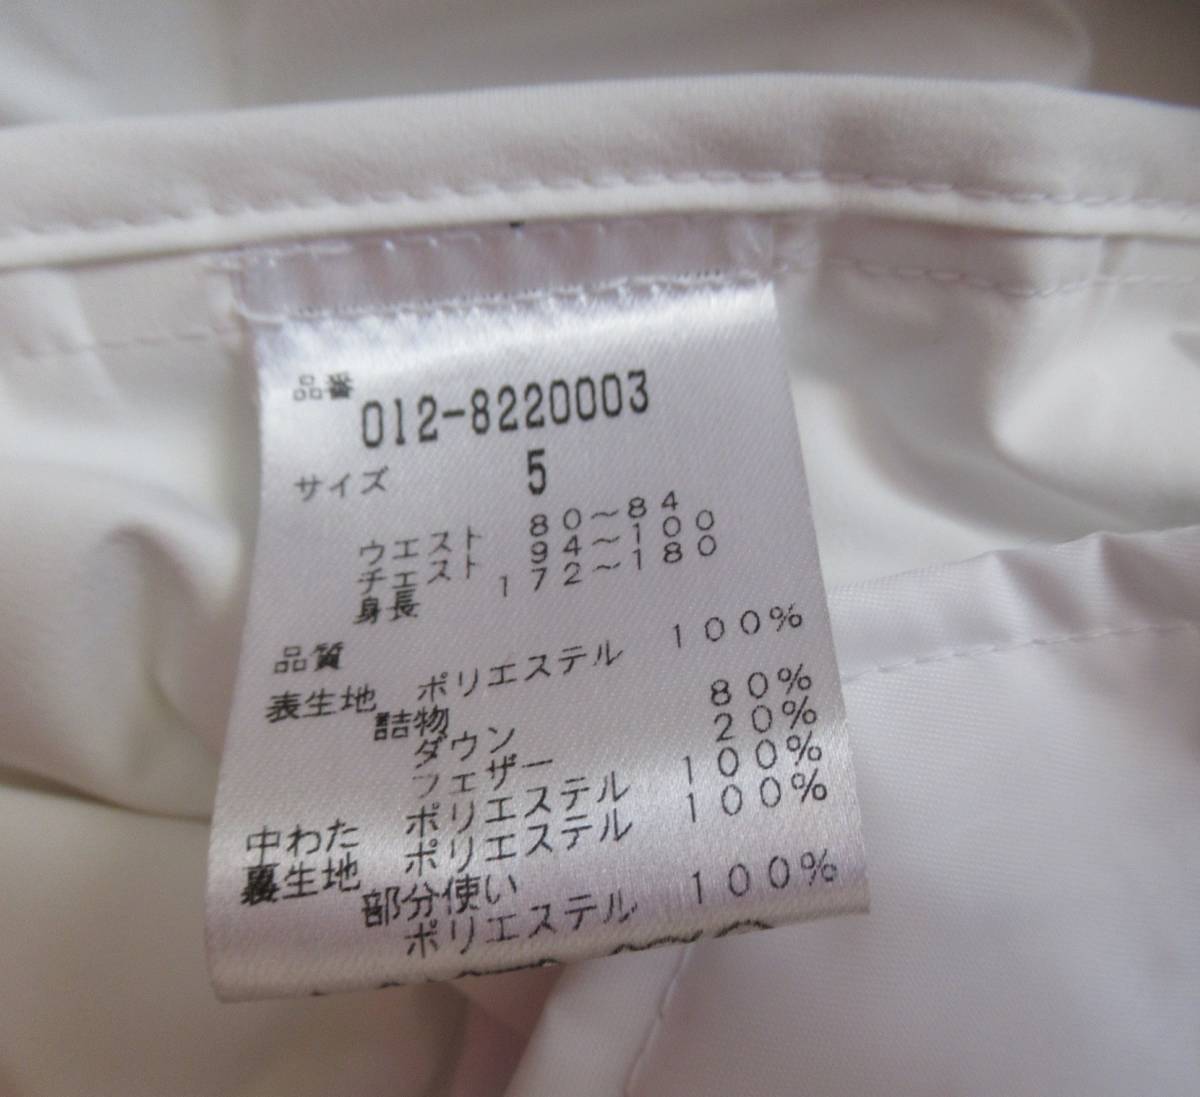 品番 012-8220003
サイズ 5
ウエスト 80～84
チェスト 94～100
身長 172～180
品質
表生地 ポリエステル 100%
詰物
ダウン 80%
フェザー 20%
中わた ポリエステル 100%
裏生地 ポリエステル 100%
部分使い
ポリエステル 100%